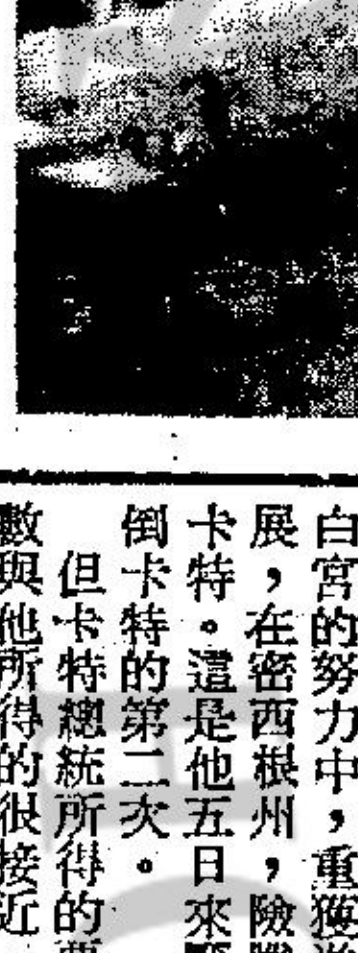 白宮的努力中，重獲
展，在密西根州，險勝
卡特。這是他五日來
倒卡特的第二次。
但卡特總統所得的
數與他所得的很接近